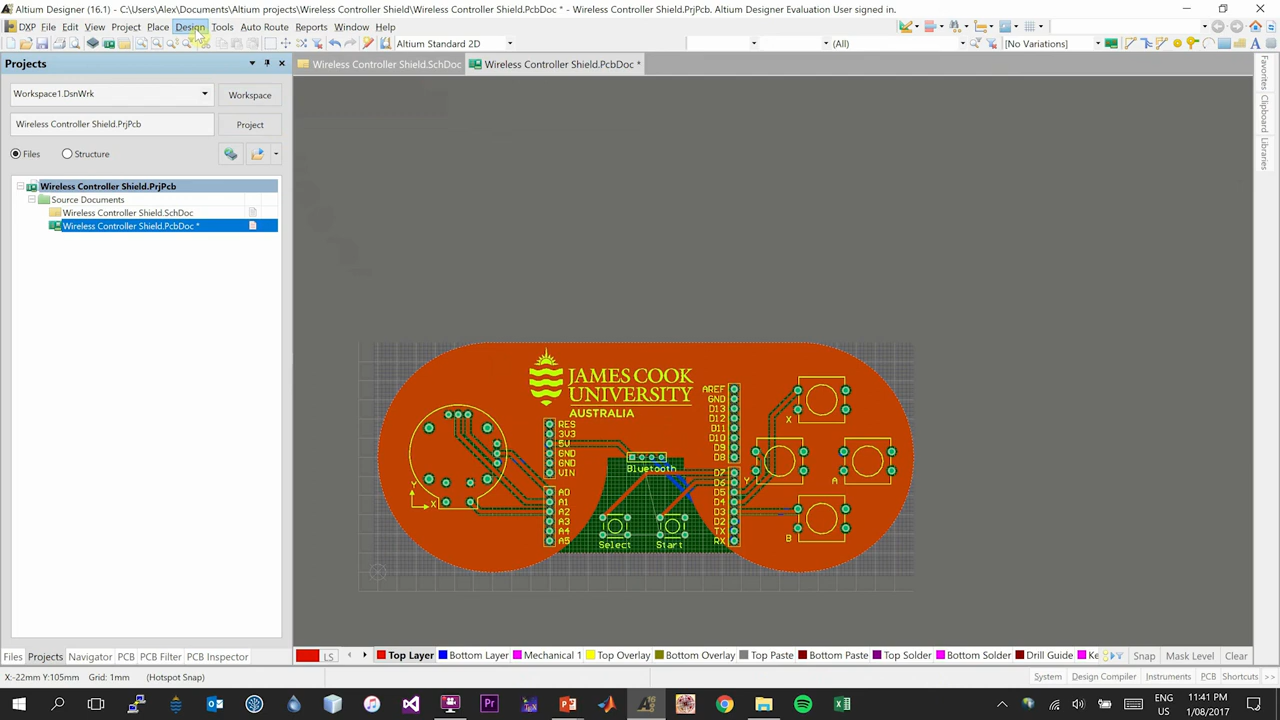 Altium Designer (16.1) - C:\Users\Alex\Documents\Altium projects\Wireless Controller Shield\Wireless Controller Shield.PcbDoc * - Wireless Controller Shield.PrjPcb. Altium Designer Evaluation User signed in.
DXP File Edit View Project Place Design Tools Auto Route Reports Window Help
Altium Standard 2D (All) [No Variations]
Projects
Wireless Controller Shield.SchDoc Wireless Controller Shield.PcbDoc *
Workspace1.DsnWrk Workspace
Wireless Controller Shield.PrjPcb Project
Files Structure
Wireless Controller Shield.PrjPcb
Source Documents
Wireless Controller Shield.SchDoc
Wireless Controller Shield.PcbDoc *
Favorites
Clipboard
Libraries
JAMES COOK
UNIVERSITY
AUSTRALIA
RES
3V3
5V
GND
GND
VIN
A0
A1
A2
A3
A4
A5
AREF
GND
D13
D12
D11
D10
D9
D8
D7
D6
D5
D4
D3
D2
TX
RX
Bluetooth
Select Start
Y
X
X
Y
A
B
Files Projects Navigator PCB PCB Filter PCB Inspector
LS Top Layer Bottom Layer Mechanical 1 Top Overlay Bottom Overlay Top Paste Bottom Paste Top Solder Bottom Solder Drill Guide Ke Snap Mask Level Clear
X:-22mm Y:105mm Grid: 1mm (Hotspot Snap)
System Design Compiler Instruments PCB Shortcuts >>
ENG
US
11:41 PM
1/08/2017